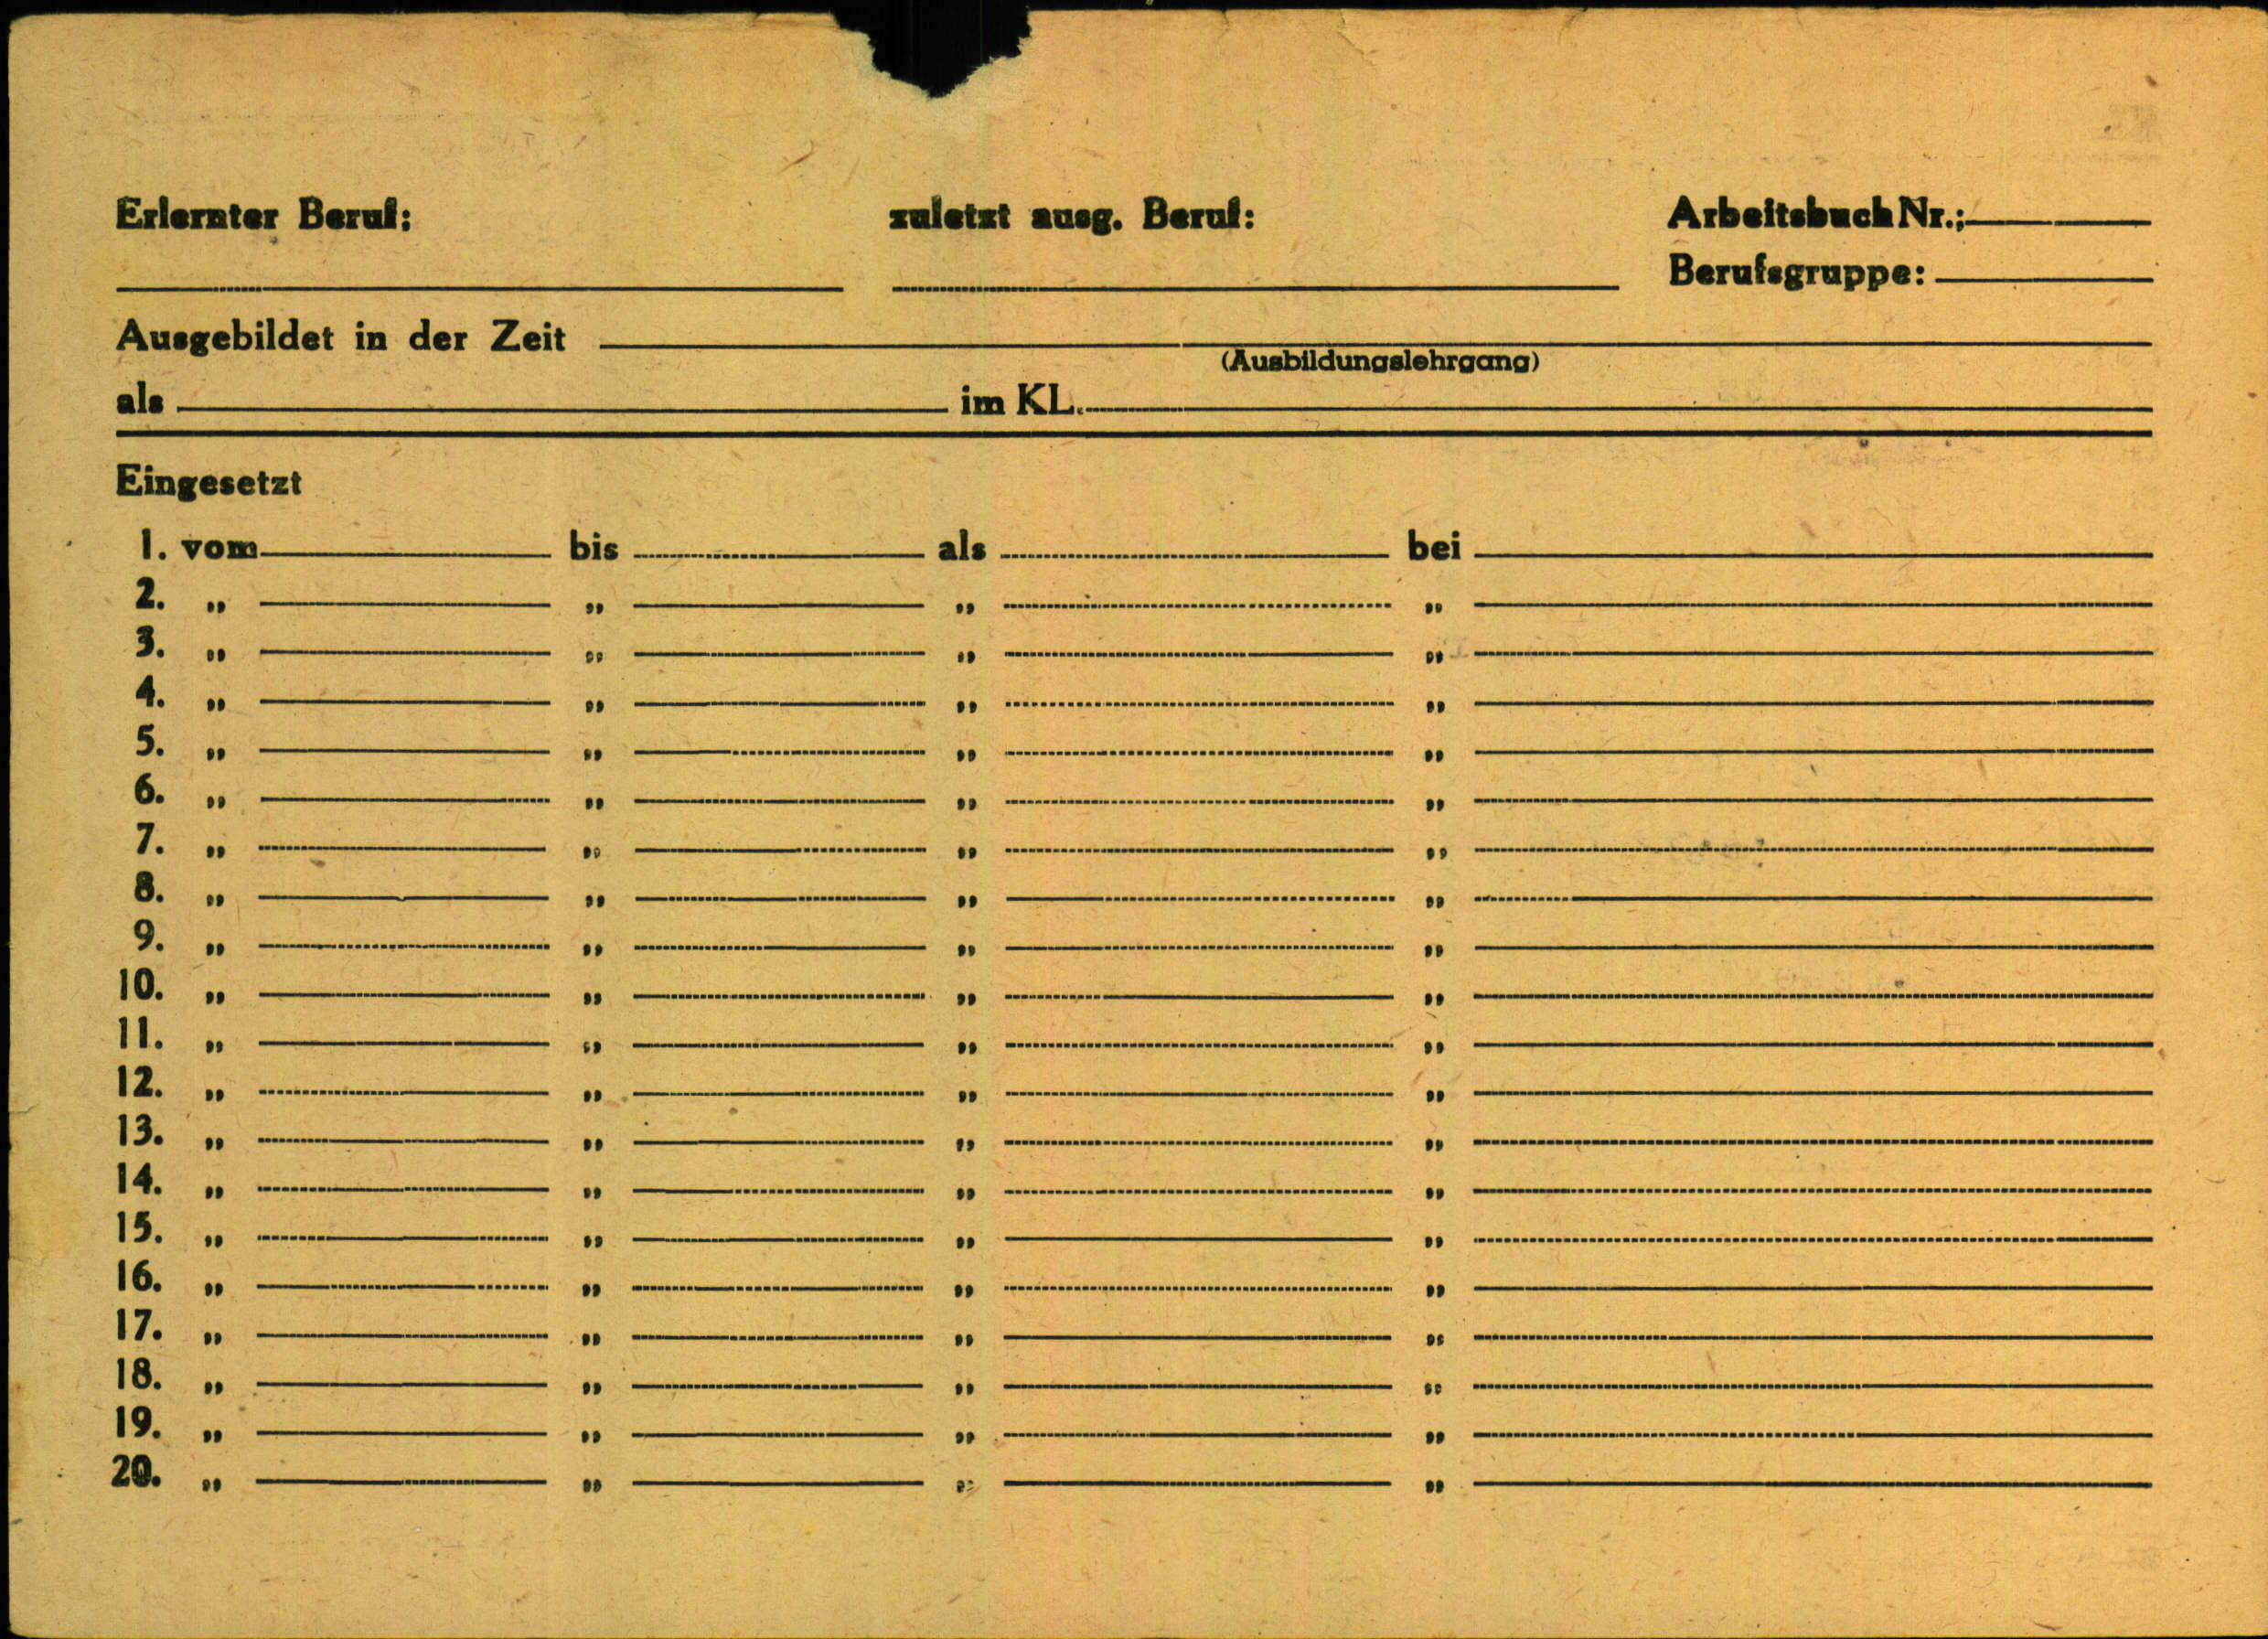 Erlernter Beruf: zuletzt ausg. Beruf: Arbeitsbuch Nr.:
Berufsgruppe:
Ausgebildet in der Zeit
(Ausbildungslehrgang)
als im KL.
Eingesetzt
1. vom bis als bei
2. „ „ „ „
3. „ „ „ „
4. „ „ „ „
5. „ „ „ „
6. „ „ „ „
7. „ „ „ „
8. „ „ „ „
9. „ „ „ „
10. „ „ „ „
11. „ „ „ „
12. „ „ „ „
13. „ „ „ „
14. „ „ „ „
15. „ „ „ „
16. „ „ „ „
17. „ „ „ „
18. „ „ „ „
19. „ „ „ „
20. „ „ „ „